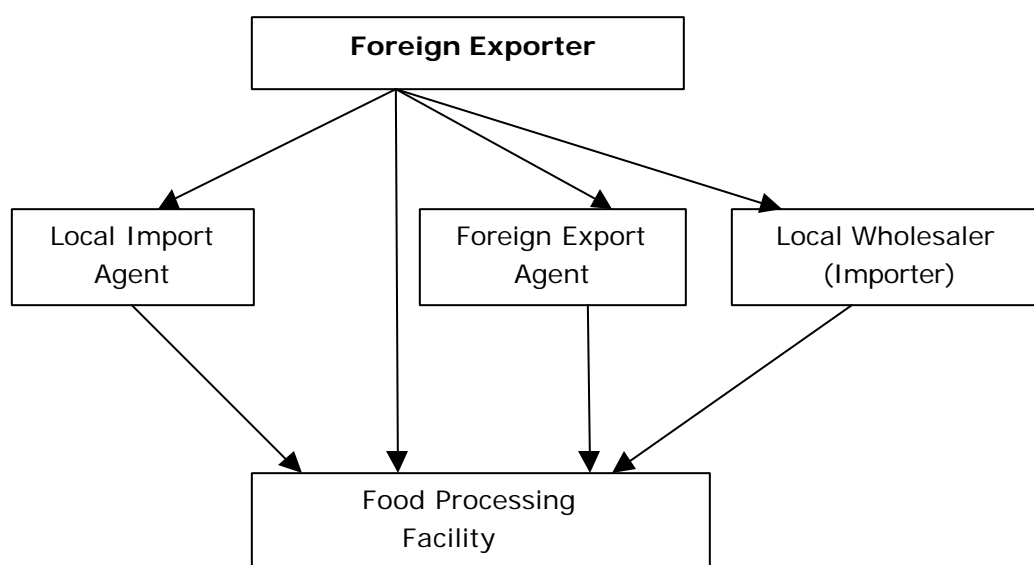 Foreign Exporter
Local Import
Agent
Foreign Export
Agent
Local Wholesaler
(Importer)
Food Processing
Facility